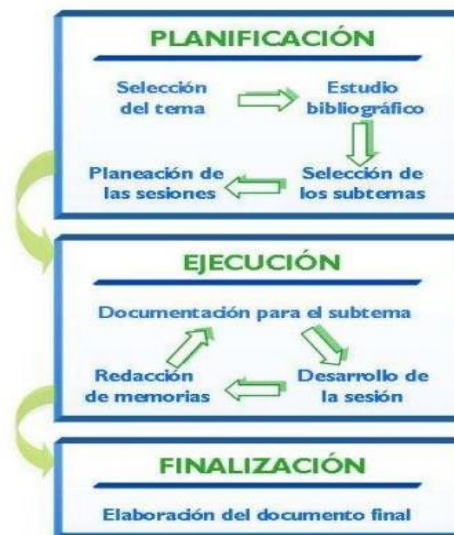 PLANIFICACIÓN
Selección
del tema
Estudio
bibliográfico
Planeación de
las sesiones
Selección de
los subtemas
EJECUCIÓN
Documentación para el subtema
Redacción
de memorias
Desarrollo de
la sesión
FINALIZACIÓN
Elaboración del documento final